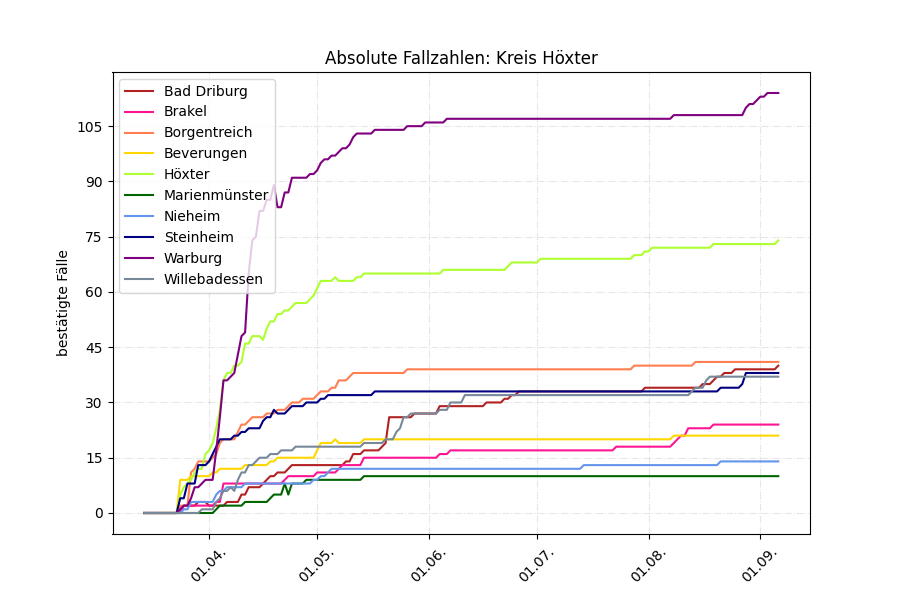 Absolute Fallzahlen: Kreis Höxter
bestätigte Fälle
105
90
75
60
45
30
15
0
Bad Driburg
Brakel
Borgentreich
Beverungen
Höxter
Marienmünster
Nieheim
Steinheim
Warburg
Willebadessen
01.04.
01.05.
01.06.
01.07.
01.08.
01.09.